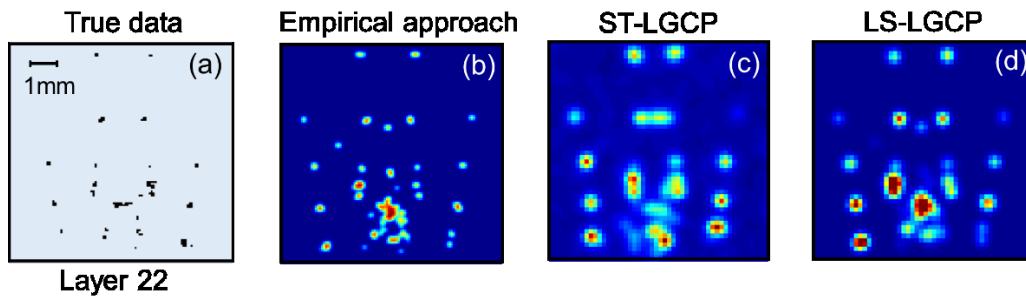 True data
Empirical approach
ST-LGCP
LS-LGCP
(a)
(b)
(c)
(d)
1mm
Layer 22